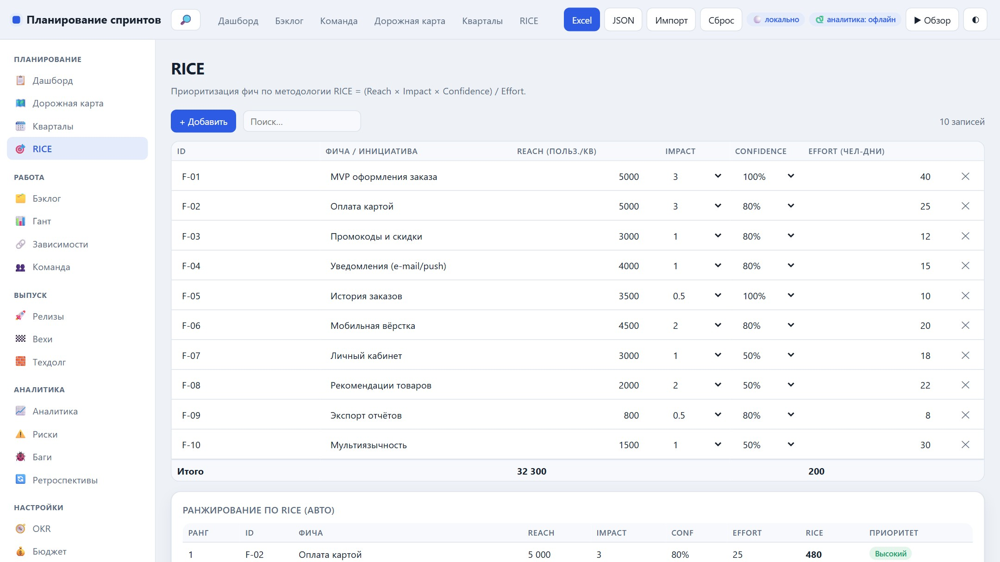 Планирование спринтов
Дашборд Бэклог Команда Дорожная карта Кварталы RICE
Excel JSON Импорт Сброс локально аналитика: офлайн ▶ Обзор
ПЛАНИРОВАНИЕ
Дашборд
Дорожная карта
Кварталы
RICE
РАБОТА
Бэклог
Гант
Зависимости
Команда
ВЫПУСК
Релизы
Вехи
Техдолг
АНАЛИТИКА
Аналитика
Риски
Баги
Ретроспективы
НАСТРОЙКИ
OKR
Бюджет
RICE
Приоритизация фич по методологии RICE = (Reach × Impact × Confidence) / Effort.
+ Добавить Поиск... 10 записей
ID ФИЧА / ИНИЦИАТИВА REACH (ПОЛЬЗ./КВ) IMPACT CONFIDENCE EFFORT (ЧЕЛ-ДНИ)
F-01 MVP оформления заказа 5000 3 100% 40
F-02 Оплата картой 5000 3 80% 25
F-03 Промокоды и скидки 3000 1 80% 12
F-04 Уведомления (e-mail/push) 4000 1 80% 15
F-05 История заказов 3500 0.5 100% 10
F-06 Мобильная вёрстка 4500 2 80% 20
F-07 Личный кабинет 3000 1 50% 18
F-08 Рекомендации товаров 2000 2 50% 22
F-09 Экспорт отчётов 800 0.5 80% 8
F-10 Мультиязычность 1500 1 50% 30
Итого 32 300 200
РАНЖИРОВАНИЕ ПО RICE (АВТО)
РАНГ ID ФИЧА REACH IMPACT CONF EFFORT RICE ПРИОРИТЕТ
1 F-02 Оплата картой 5 000 3 80% 25 480 Высокий